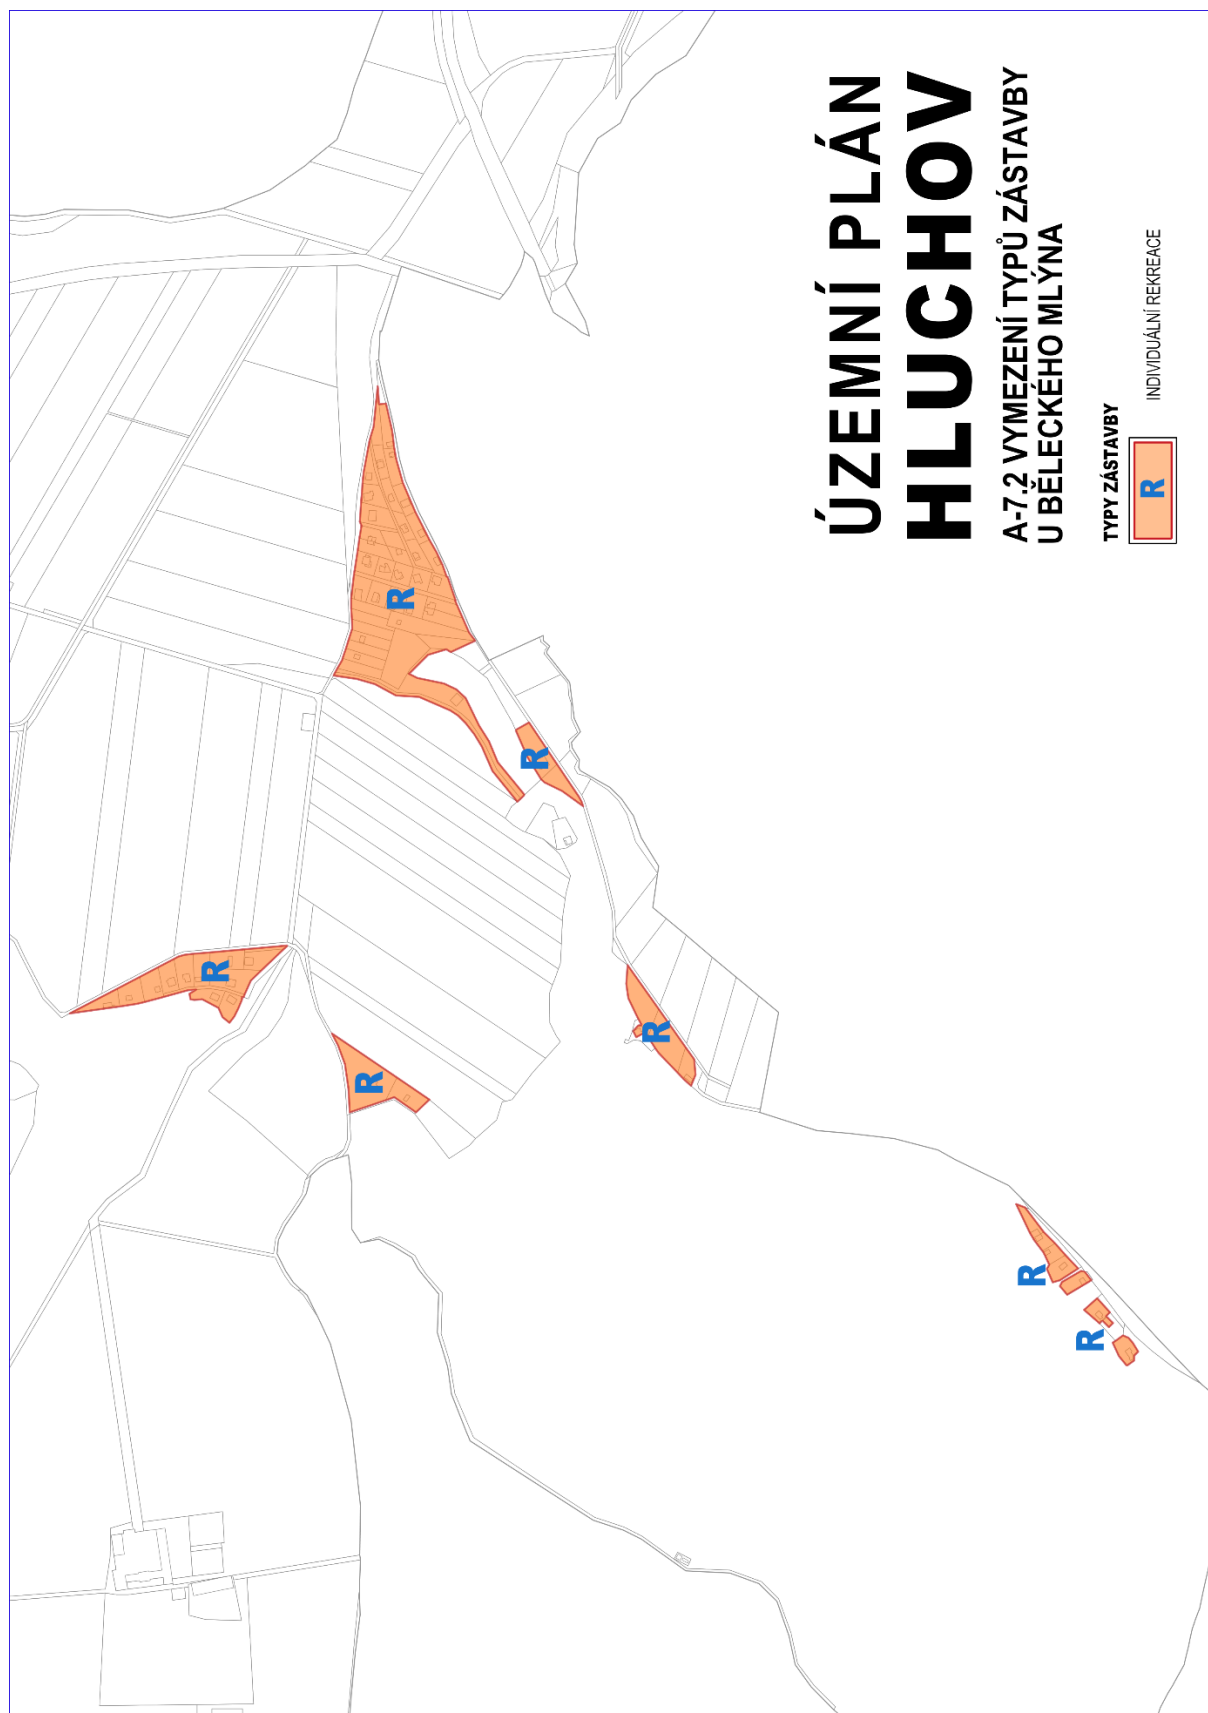 ÚZEMNÍ PLÁN
HLUCHOV
A-7.2 VYMEZENÍ TYPŮ ZÁSTAVBY
U BĚLECKÉHO MLÝNA
TYPY ZÁSTAVBY
R
INDIVIDUÁLNÍ REKREACE
R
R
R
R
R
R
R